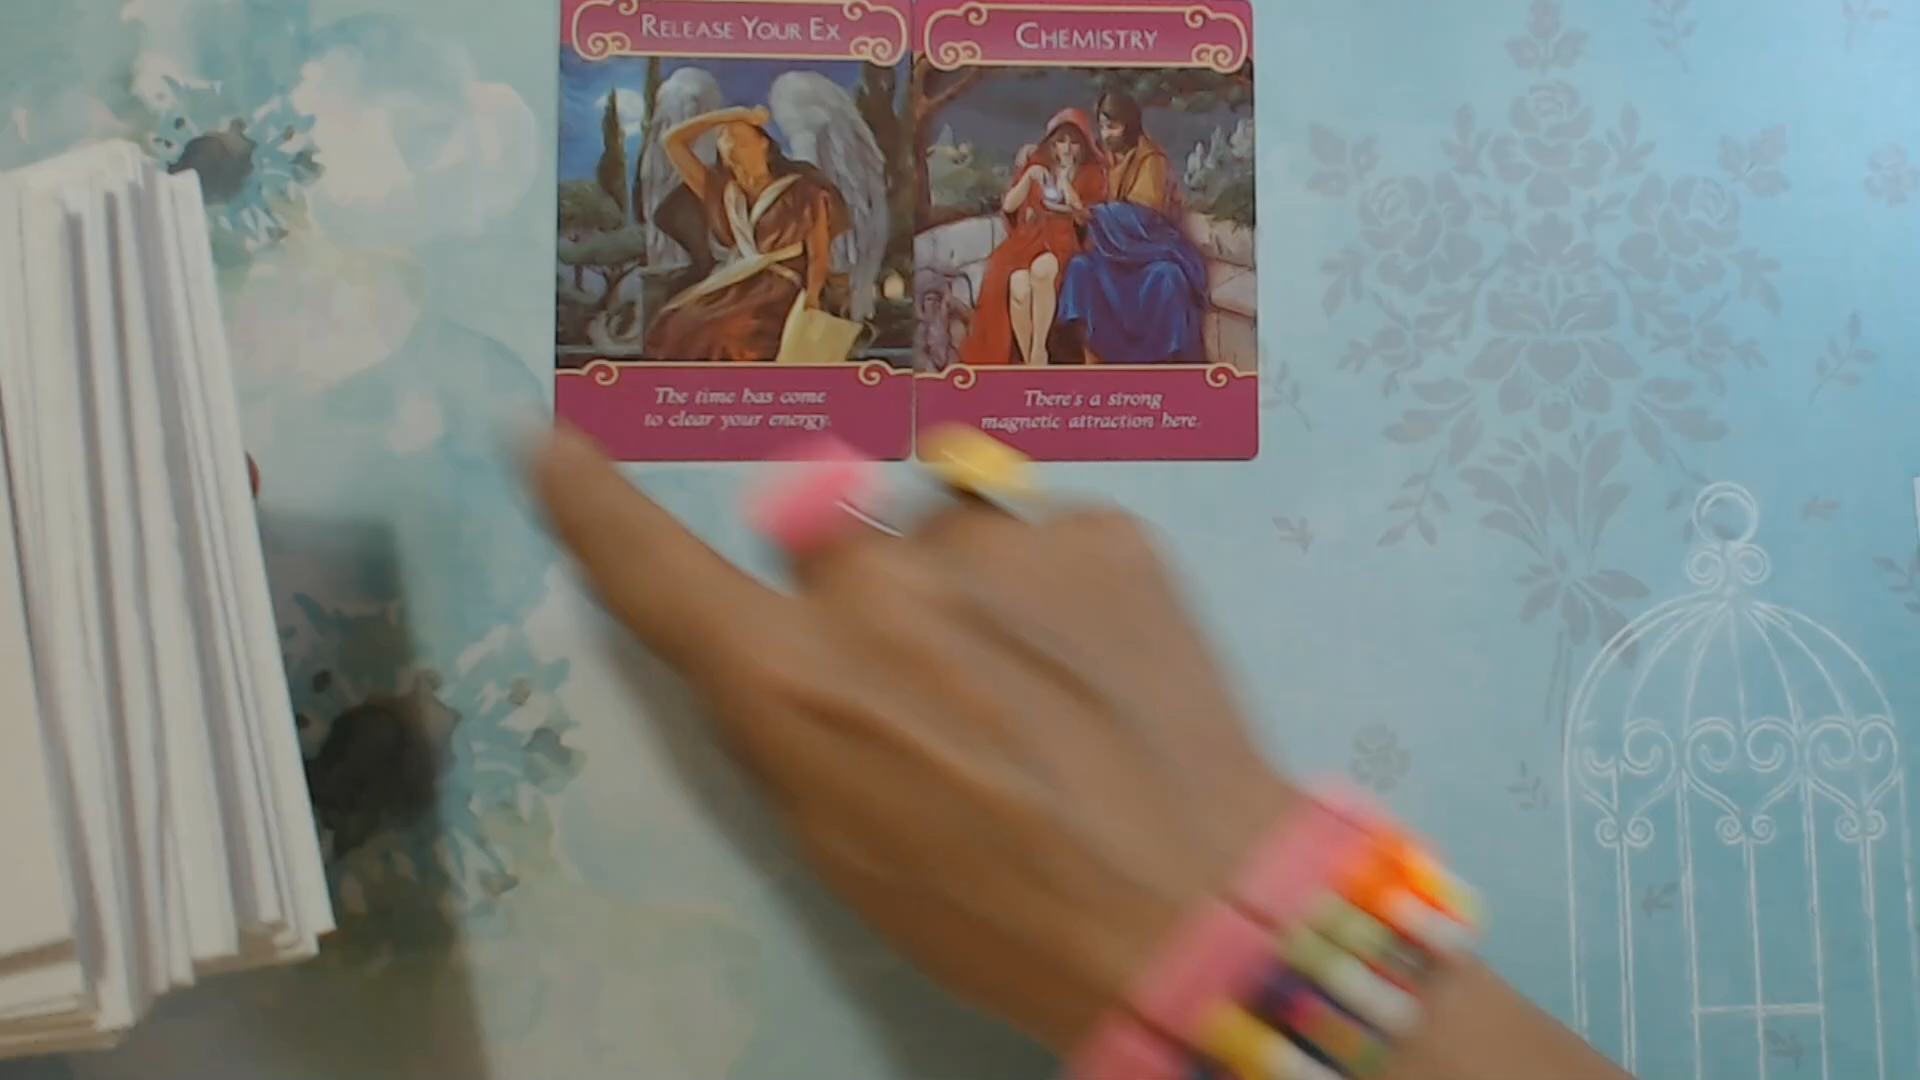 RELEASE YOUR EX
The time has come
to clear your energy.
CHEMISTRY
There's a strong
magnetic attraction here.